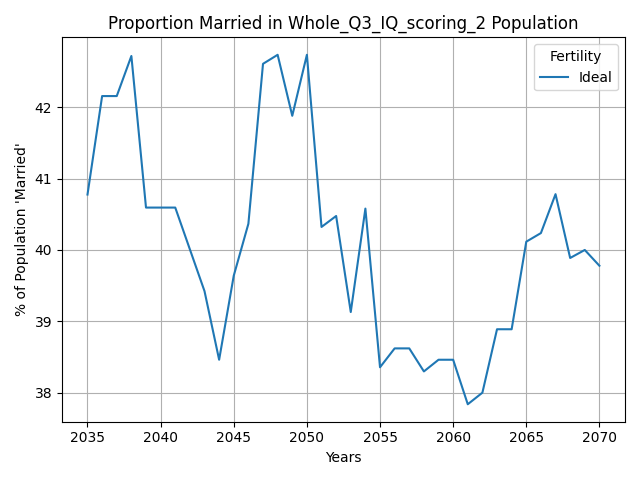 Proportion Married in Whole_Q3_IQ_scoring_2 Population
Fertility
Ideal
% of Population 'Married'
42
41
40
39
38
2035 2040 2045 2050 2055 2060 2065 2070
Years